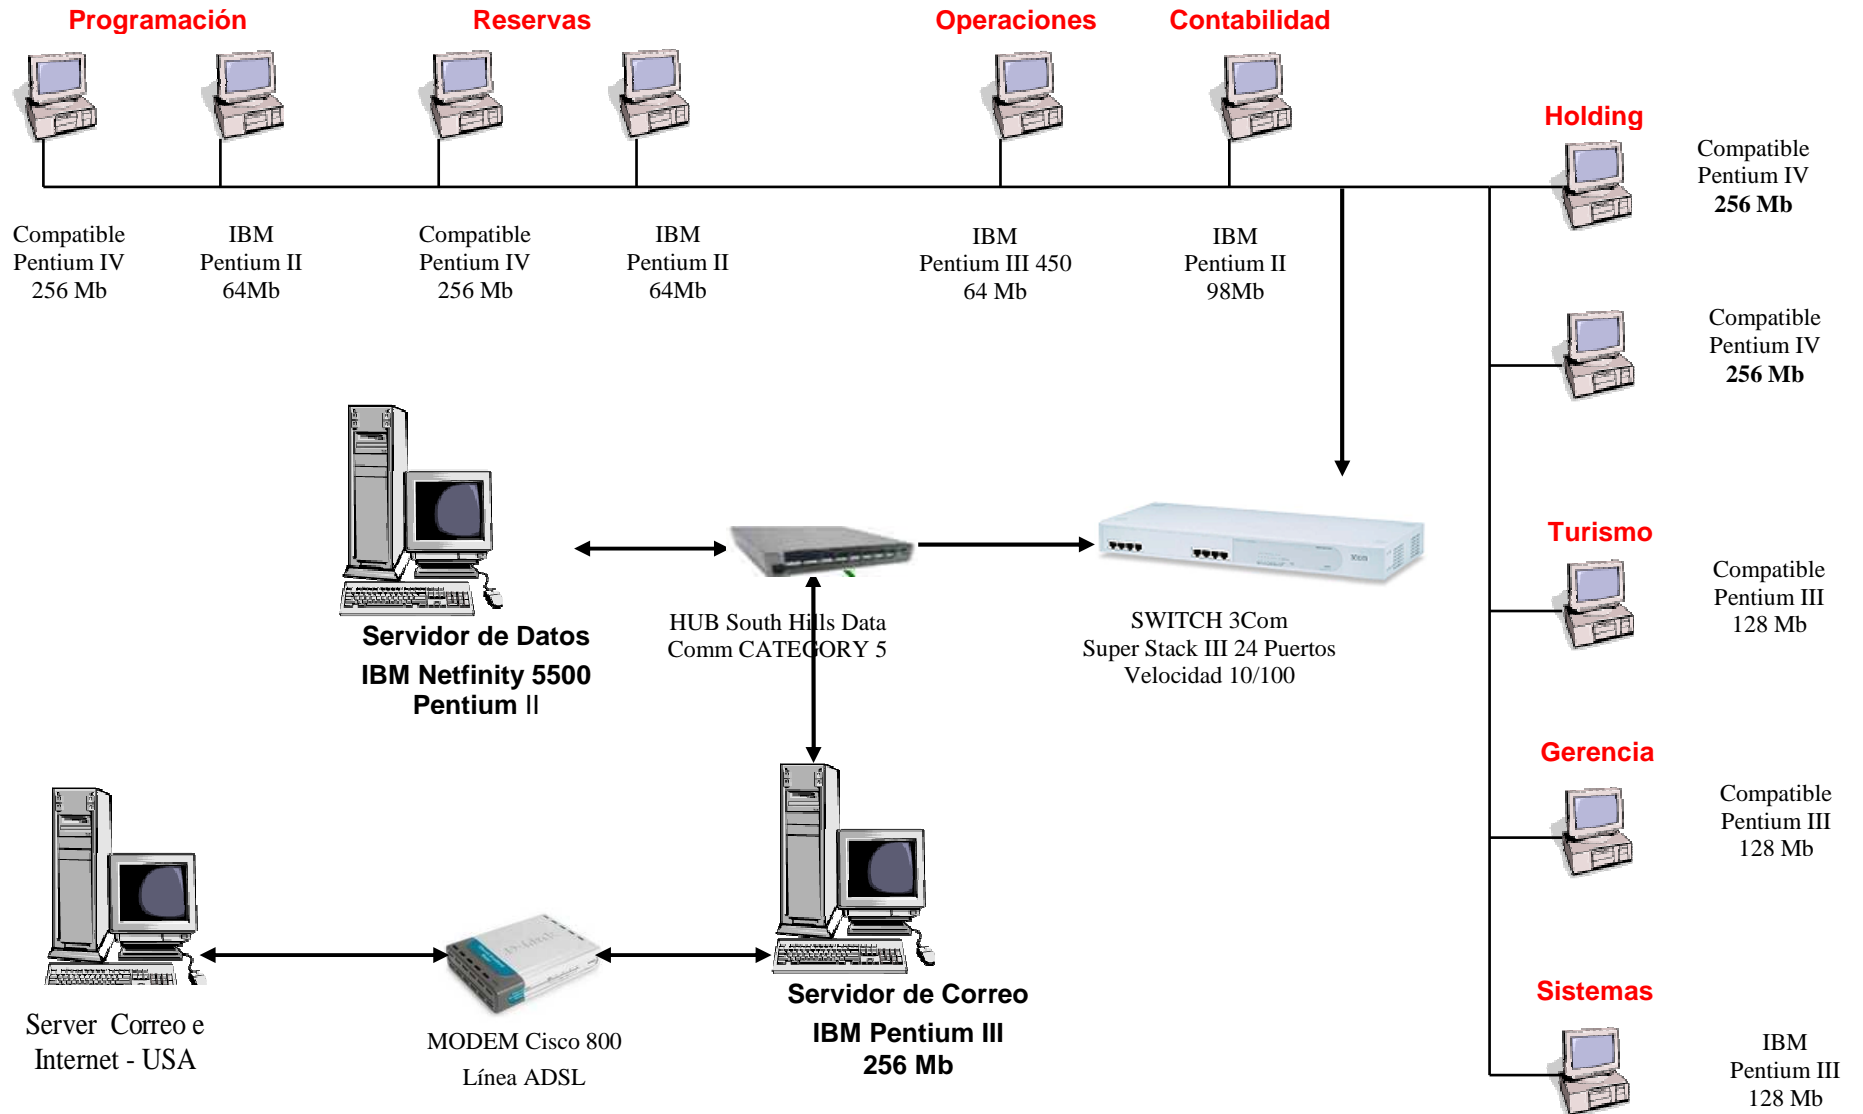 Programación
Reservas
Operaciones
Contabilidad
Compatible
Pentium IV
256 Mb
IBM
Pentium II
64Mb
Compatible
Pentium IV
256 Mb
IBM
Pentium II
64Mb
IBM
Pentium III 450
64 Mb
IBM
Pentium II
98Mb
Holding
Compatible
Pentium IV
256 Mb
Compatible
Pentium IV
256 Mb
Turismo
Compatible
Pentium III
128 Mb
Gerencia
Compatible
Pentium III
128 Mb
Sistemas
IBM
Pentium III
128 Mb
Servidor de Datos
IBM Netfinity 5500
Pentium II
HUB South Hills Data
Comm CATEGORY 5
3COM
SWITCH 3Com
Super Stack III 24 Puertos
Velocidad 10/100
Server Correo e
Internet - USA
D-Link
MODEM Cisco 800
Línea ADSL
Servidor de Correo
IBM Pentium III
256 Mb